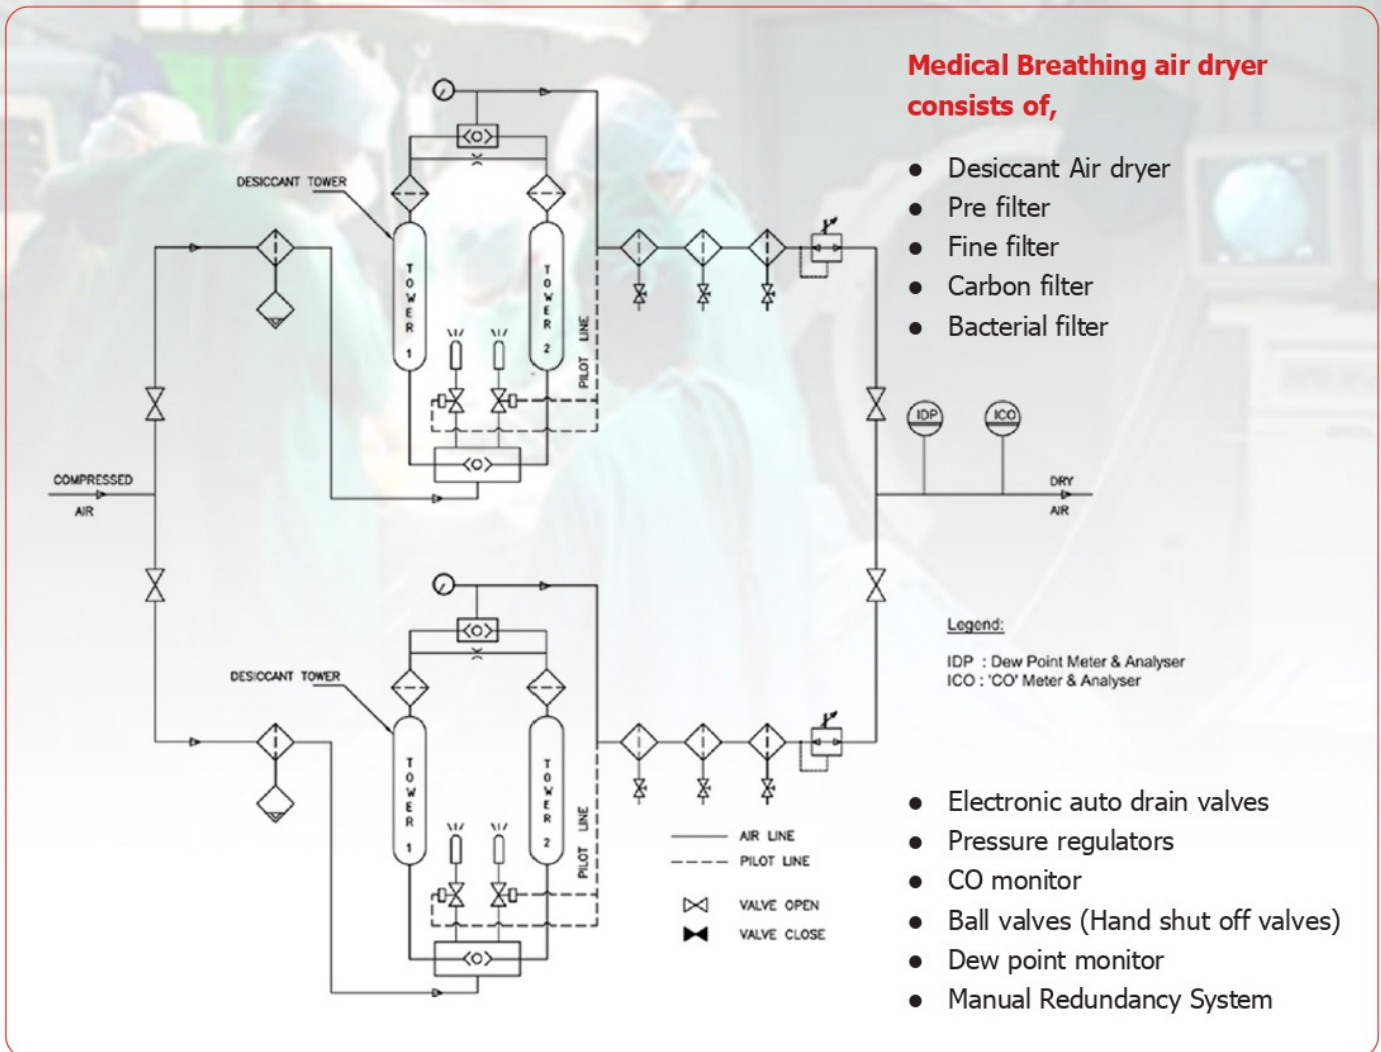 Medical Breathing air dryer
consists of,
● Desiccant Air dryer
● Pre filter
● Fine filter
● Carbon filter
● Bacterial filter
DESICCANT TOWER
TOWER 1
TOWER 2
PILOT LINE
COMPRESSED
AIR
IDP
ICO
DRY
AIR
Legend:
IDP : Dew Point Meter & Analyser
ICO : 'CO' Meter & Analyser
DESICCANT TOWER
TOWER 1
TOWER 2
PILOT LINE
AIR LINE
PILOT LINE
VALVE OPEN
VALVE CLOSE
● Electronic auto drain valves
● Pressure regulators
● CO monitor
● Ball valves (Hand shut off valves)
● Dew point monitor
● Manual Redundancy System